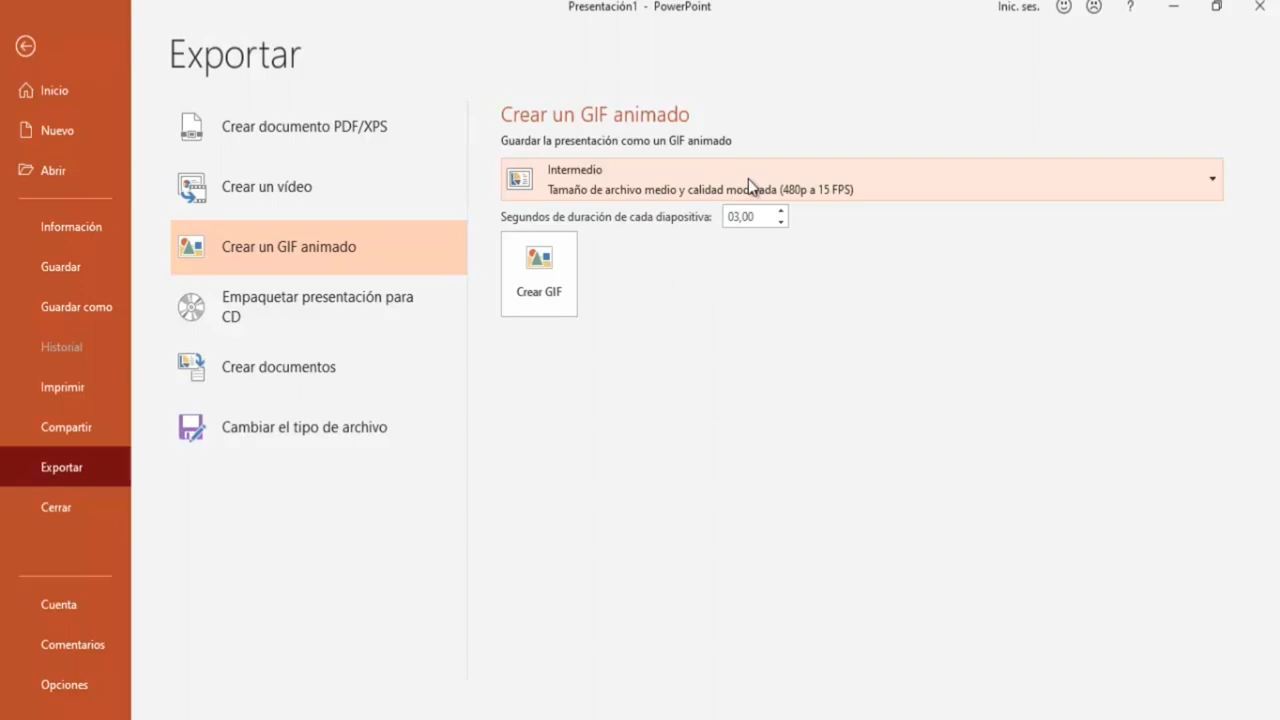 Presentación1 - PowerPoint
Inic. ses.
?
Exportar
Inicio
Nuevo
Abrir
Información
Guardar
Guardar como
Historial
Imprimir
Compartir
Exportar
Cerrar
Cuenta
Comentarios
Opciones
Crear documento PDF/XPS
Crear un vídeo
Crear un GIF animado
Empaquetar presentación para
CD
Crear documentos
Cambiar el tipo de archivo
Crear un GIF animado
Guardar la presentación como un GIF animado
Intermedio
Tamaño de archivo medio y calidad moderada (480p a 15 FPS)
Segundos de duración de cada diapositiva: 03,00
Crear GIF